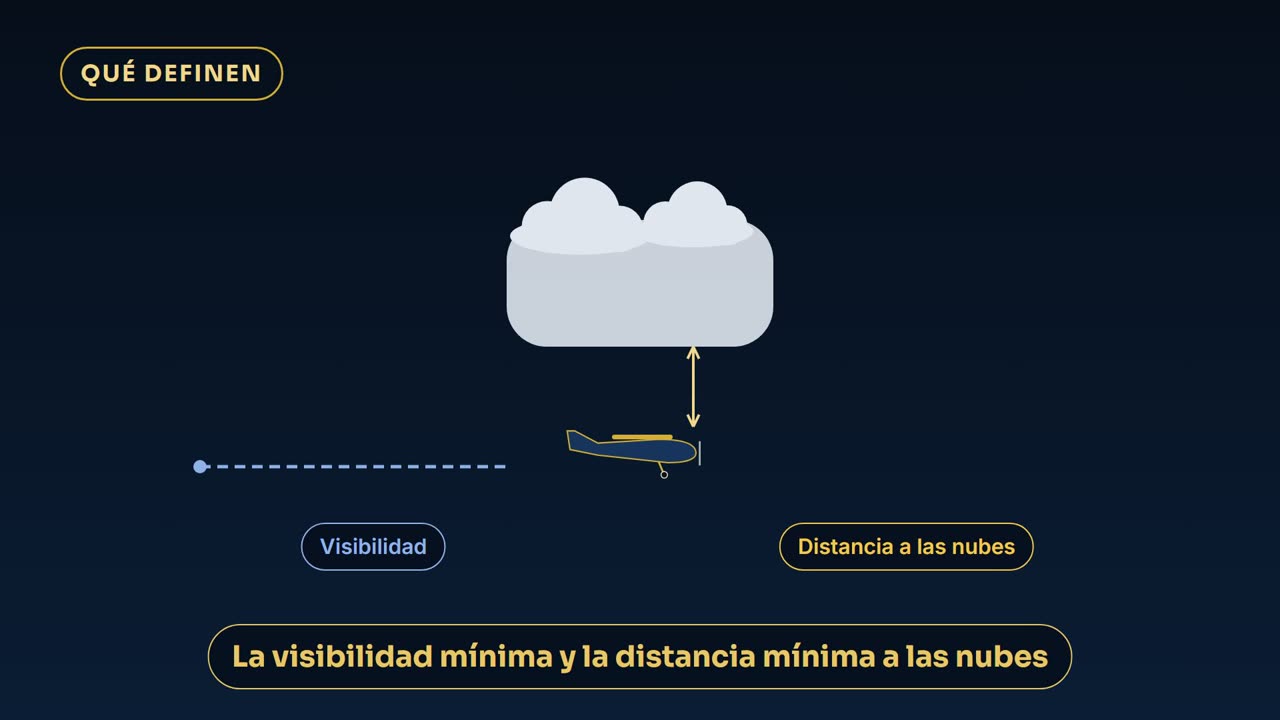 QUÉ DEFINEN
Visibilidad
Distancia a las nubes
La visibilidad mínima y la distancia mínima a las nubes